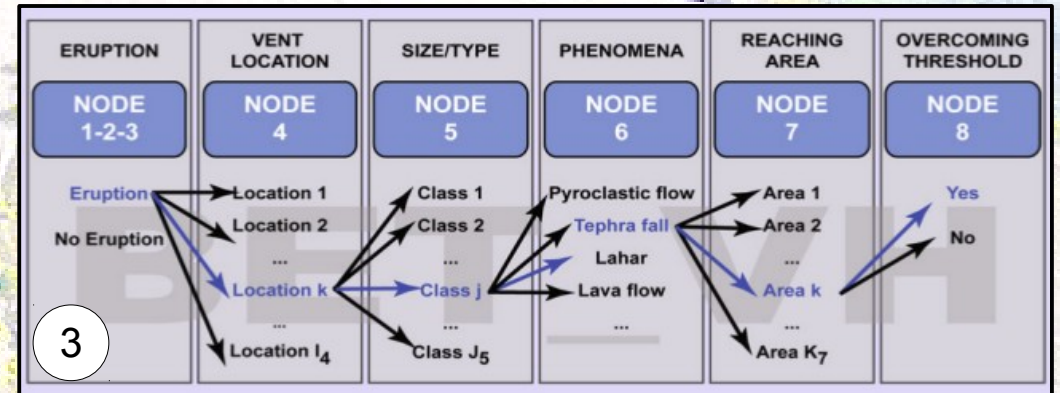 ERUPTION
NODE
1-2-3
Eruption
No Eruption
VENT
LOCATION
NODE
4
Location 1
Location 2
...
Location k
...
Location I4
SIZE/TYPE
NODE
5
Class 1
Class 2
...
Class j
...
Class J5
PHENOMENA
NODE
6
Pyroclastic flow
Tephra fall
Lahar
Lava flow
...
REACHING
AREA
NODE
7
Area 1
Area 2
...
Area k
...
Area K7
OVERCOMING
THRESHOLD
NODE
8
Yes
No
BET_VH
3